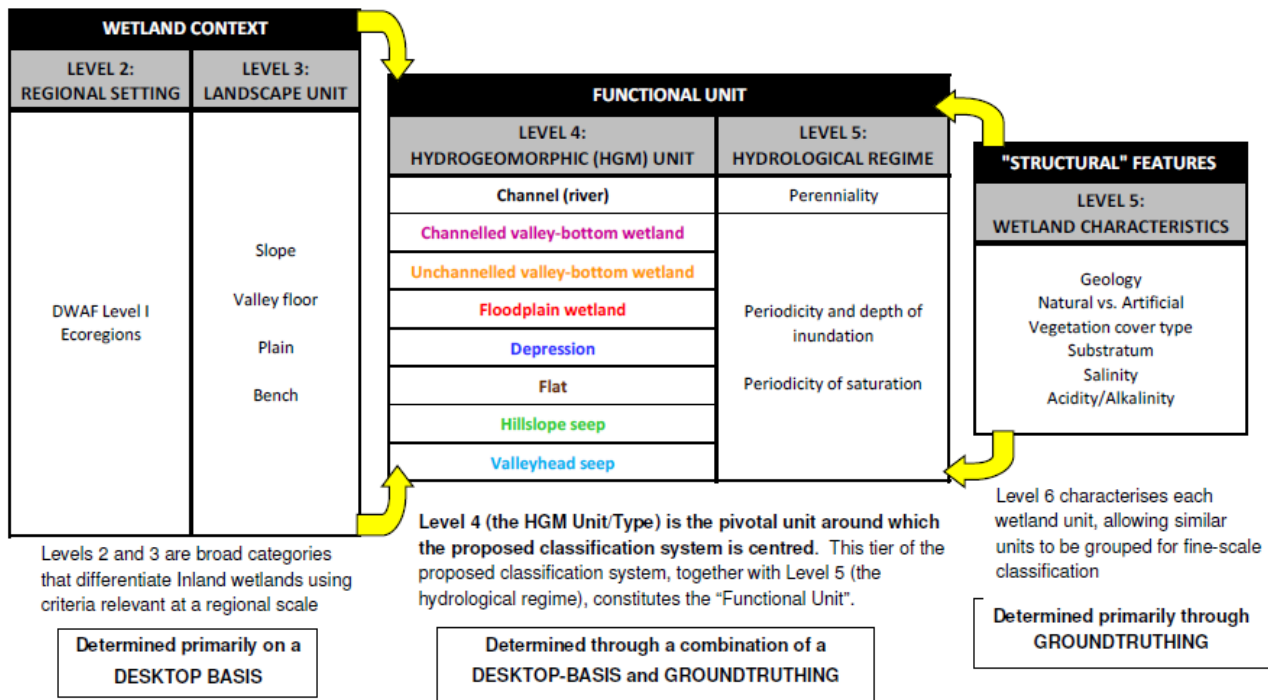 WETLAND CONTEXT
LEVEL 2:
REGIONAL SETTING
LEVEL 3:
LANDSCAPE UNIT
DWAF Level I
Ecoregions
Slope
Valley floor
Plain
Bench
Levels 2 and 3 are broad categories
that differentiate Inland wetlands using
criteria relevant at a regional scale
Determined primarily on a
DESKTOP BASIS
FUNCTIONAL UNIT
LEVEL 4:
HYDROGEOMORPHIC (HGM) UNIT
LEVEL 5:
HYDROLOGICAL REGIME
Channel (river)
Perenniality
Channelled valley-bottom wetland
Unchannelled valley-bottom wetland
Floodplain wetland
Depression
Flat
Hillslope seep
Valleyhead seep
Periodicity and depth of
inundation
Periodicity of saturation
Level 4 (the HGM Unit/Type) is the pivotal unit around which
the proposed classification system is centred. This tier of the
proposed classification system, together with Level 5 (the
hydrological regime), constitutes the “Functional Unit”.
Determined through a combination of a
DESKTOP-BASIS and GROUNDTRUTHING
"STRUCTURAL" FEATURES
LEVEL 5:
WETLAND CHARACTERISTICS
Geology
Natural vs. Artificial
Vegetation cover type
Substratum
Salinity
Acidity/Alkalinity
Level 6 characterises each
wetland unit, allowing similar
units to be grouped for fine-scale
classification
Determined primarily through
GROUNDTRUTHING